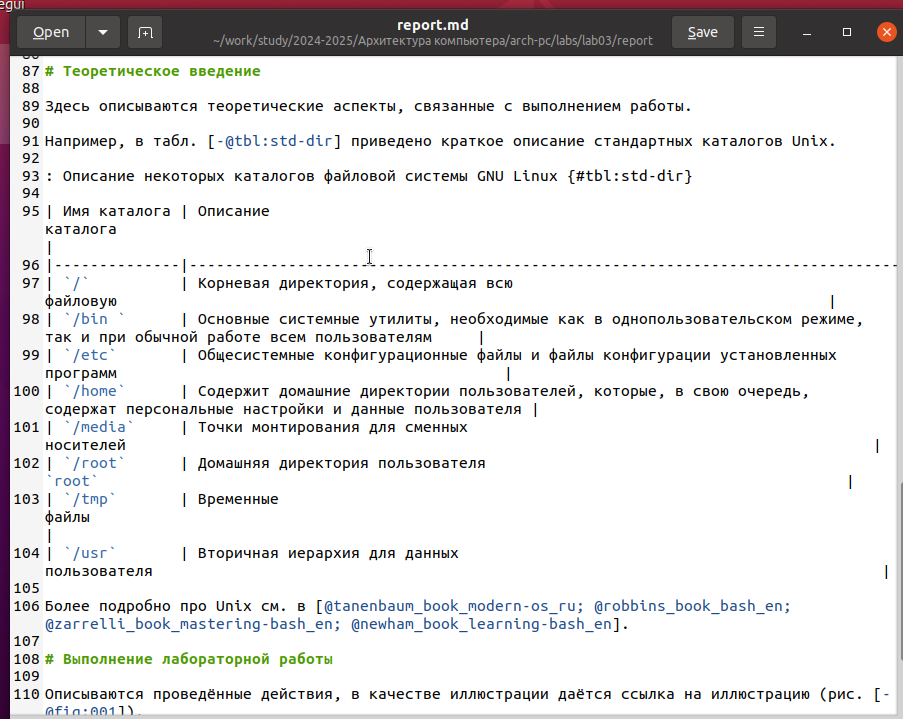 egui
Open
report.md
~/work/study/2024-2025/Архитектура компьютера/arch-pc/labs/lab03/report
Save
86
87 # Теоретическое введение
88
89 Здесь описываются теоретические аспекты, связанные с выполнением работы.
90
91 Например, в табл. [-@tbl:std-dir] приведено краткое описание стандартных каталогов Unix.
92
93 : Описание некоторых каталогов файловой системы GNU Linux {#tbl:std-dir}
94
95 | Имя каталога | Описание
каталога
|
96 |--------------|-------------------------------------------------------------------------------
97 | `/`          | Корневая директория, содержащая всю
файловую                                                                               |
98 | `/bin `      | Основные системные утилиты, необходимые как в однопользовательском режиме,
так и при обычной работе всем пользователям     |
99 | `/etc`       | Общесистемные конфигурационные файлы и файлы конфигурации установленных
программ                                           |
100 | `/home`      | Содержит домашние директории пользователей, которые, в свою очередь,
содержат персональные настройки и данные пользователя |
101 | `/media`     | Точки монтирования для сменных
носителей                                                                                   |
102 | `/root`      | Домашняя директория пользователя
`root`                                                                                   |
103 | `/tmp`       | Временные
файлы
|
104 | `/usr`       | Вторичная иерархия для данных
пользователя                                                                                 |
105
106 Более подробно про Unix см. в [@tanenbaum_book_modern-os_ru; @robbins_book_bash_en;
@zarrelli_book_mastering-bash_en; @newham_book_learning-bash_en].
107
108 # Выполнение лабораторной работы
109
110 Описываются проведённые действия, в качестве иллюстрации даётся ссылка на иллюстрацию (рис. [-
@fig:001]).